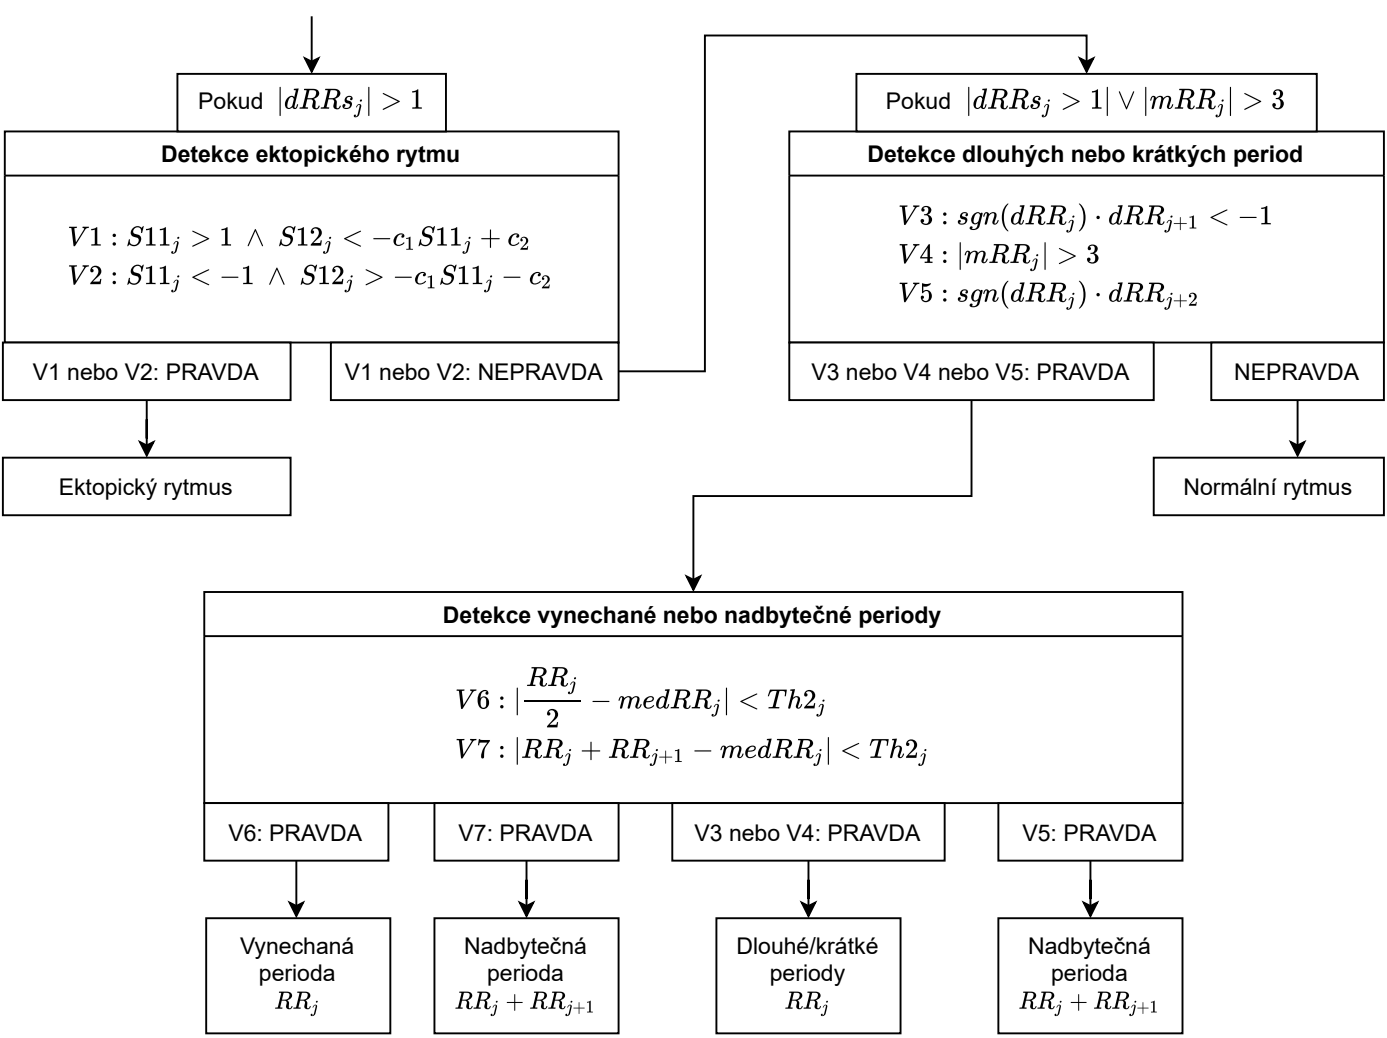 Pokud |dRRs_j| > 1
Detekce ektopického rytmu
V1 : S11_j > 1 ∧ S12_j < −c_1S11_j + c_2
V2 : S11_j < −1 ∧ S12_j > −c_1S11_j − c_2
V1 nebo V2: PRAVDA
V1 nebo V2: NEPRAVDA
Ektopický rytmus
Pokud |dRRs_j > 1| ∨ |mRR_j| > 3
Detekce dlouhých nebo krátkých period
V3 : sgn(dRR_j) · dRR_{j+1} < −1
V4 : |mRR_j| > 3
V5 : sgn(dRR_j) · dRR_{j+2}
V3 nebo V4 nebo V5: PRAVDA
NEPRAVDA
Normální rytmus
Detekce vynechané nebo nadbytečné periody
V6 : |\frac{RR_j}{2} − medRR_j| < Th2_j
V7 : |RR_j + RR_{j+1} − medRR_j| < Th2_j
V6: PRAVDA
V7: PRAVDA
V3 nebo V4: PRAVDA
V5: PRAVDA
Vynechaná
perioda
RR_j
Nadbytečná
perioda
RR_j + RR_{j+1}
Dlouhé/krátké
periody
RR_j
Nadbytečná
perioda
RR_j + RR_{j+1}